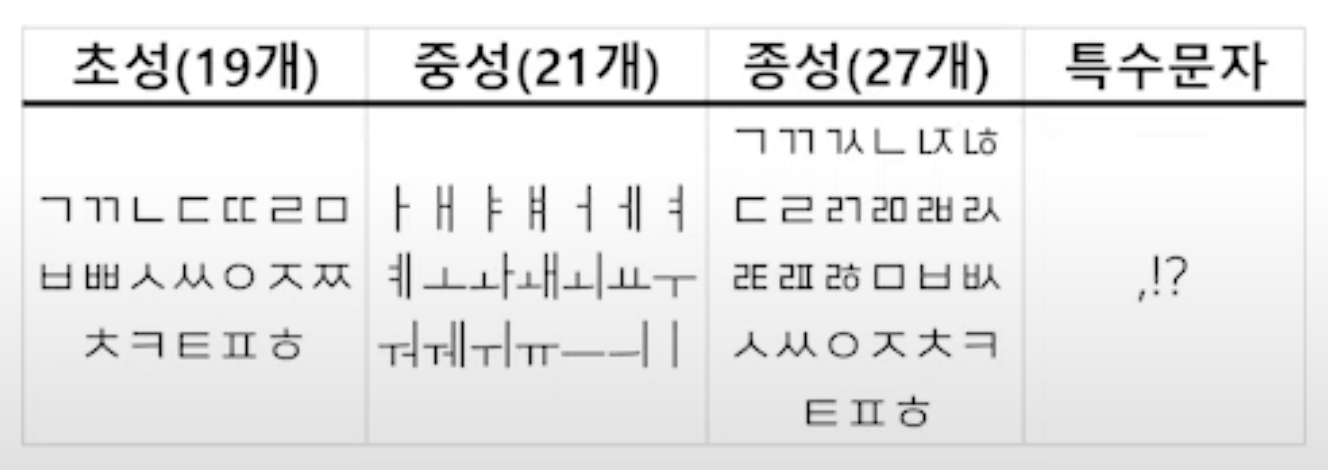 초성(19개) 중성(21개) 종성(27개) 특수문자
ㄱㄲㄴㄷㄸㄹㅁ
ㅂㅃㅅㅆㅇㅈㅉ
ㅊㅋㅌㅍㅎ
ㅏㅐㅑㅒㅓㅔㅕ
ㅖㅗㅘㅙㅚㅛㅜ
ㅝㅞㅟㅠㅡㅢㅣ
ㄱㄲㄳㄴㄵㄶ
ㄷㄹㄺㄻㄼㄽ
ㄾㄿㅀㅁㅂㅄ
ㅅㅆㅇㅈㅊㅋ
ㅌㅍㅎ
,!?